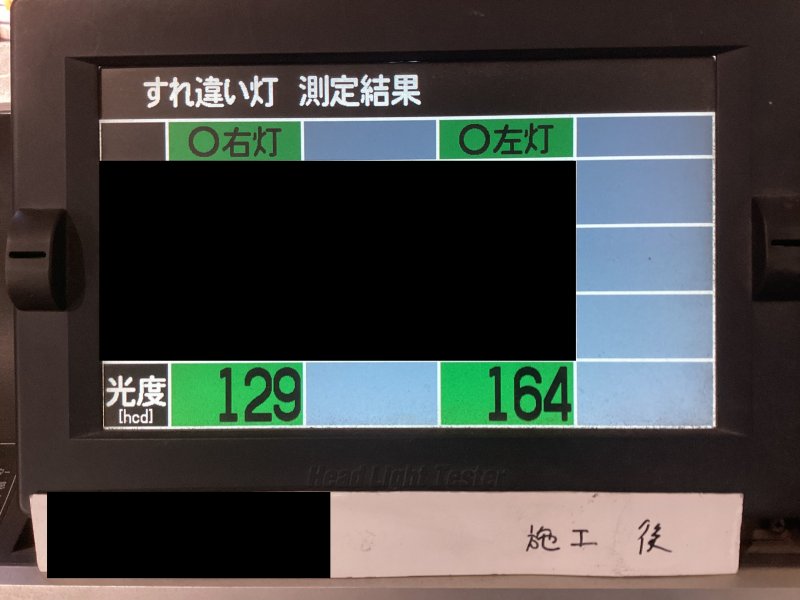 すれ違い灯 測定結果
○右灯 ○左灯
光度 129 164
[hcd]
Head Light Tester
施工 後